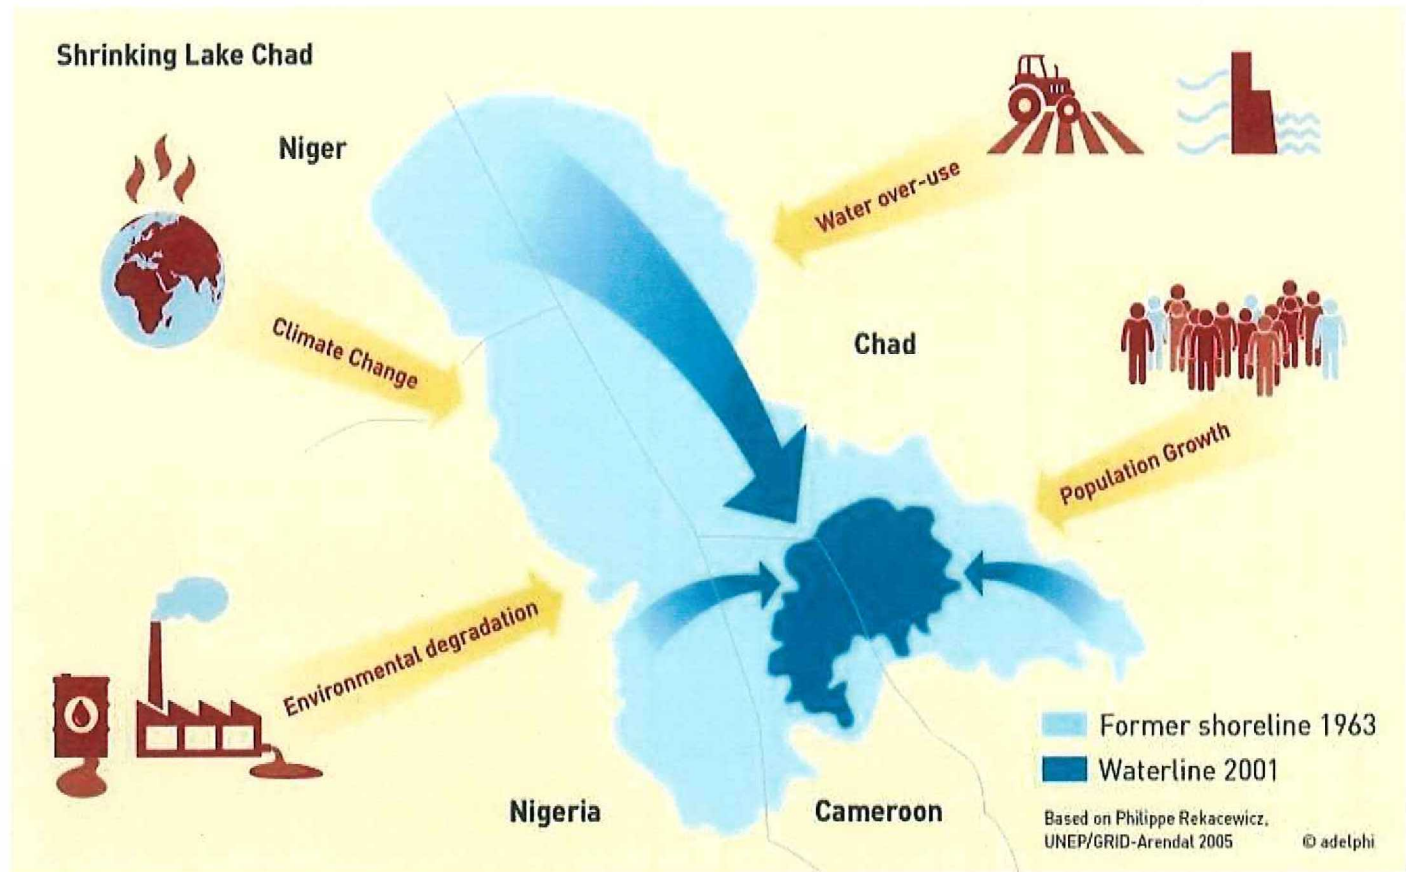 Shrinking Lake Chad
Niger
Water over-use
Climate Change
Chad
Population Growth
Environmental degradation
Nigeria
Cameroon
Former shoreline 1963
Waterline 2001
Based on Philippe Rekacewicz,
UNEP/GRID-Arendal 2005
© adelphi